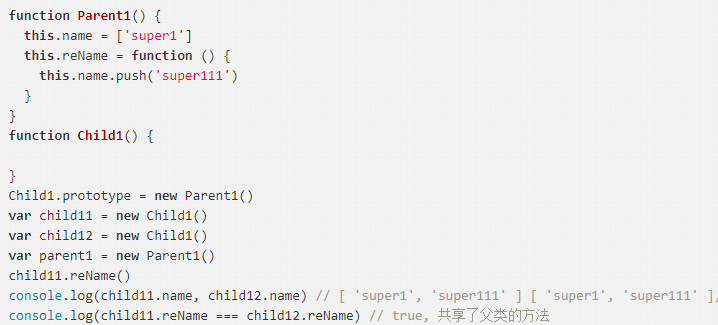 function Parent1() {
  this.name = ['super1']
  this.reName = function () {
    this.name.push('super111')
  }
}
function Child1() {

}
Child1.prototype = new Parent1()
var child11 = new Child1()
var child12 = new Child1()
var parent1 = new Parent1()
child11.reName()
console.log(child11.name, child12.name) // [ 'super1', 'super111' ] [ 'super1', 'super111' ],
console.log(child11.reName === child12.reName) // true, 共享了父类的方法